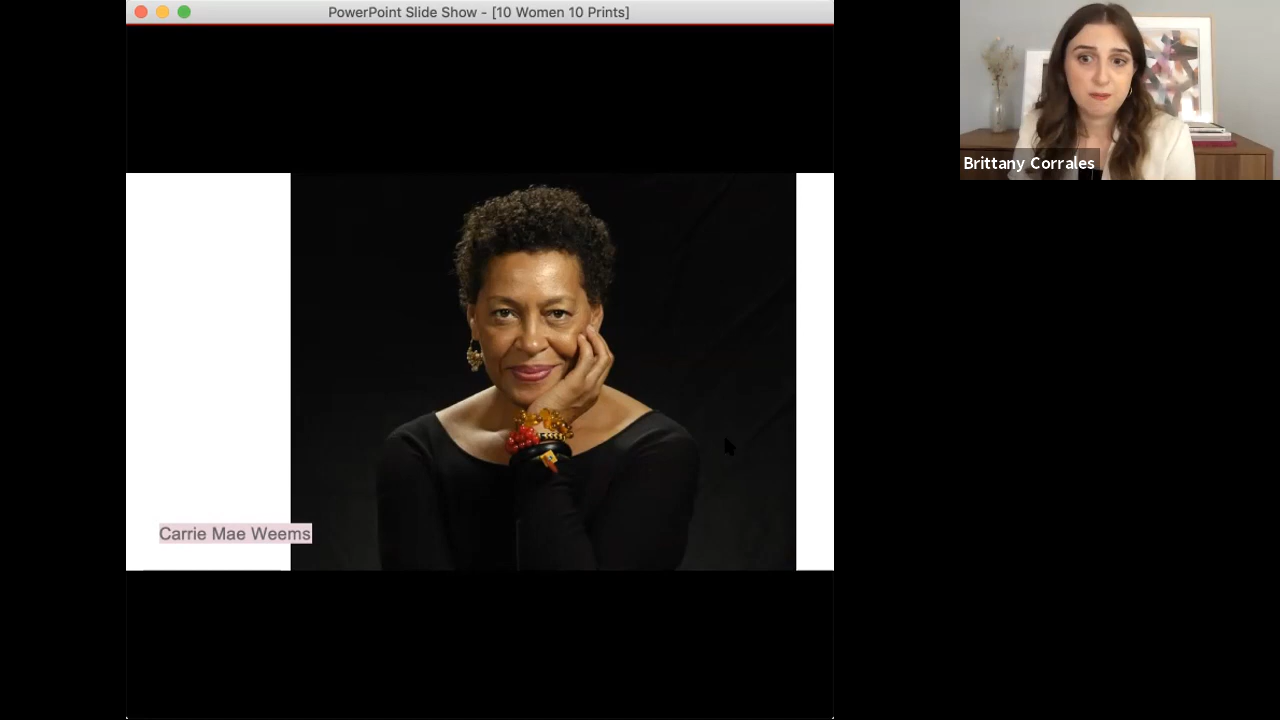 PowerPoint Slide Show - [10 Women 10 Prints]
Brittany Corrales
Carrie Mae Weems